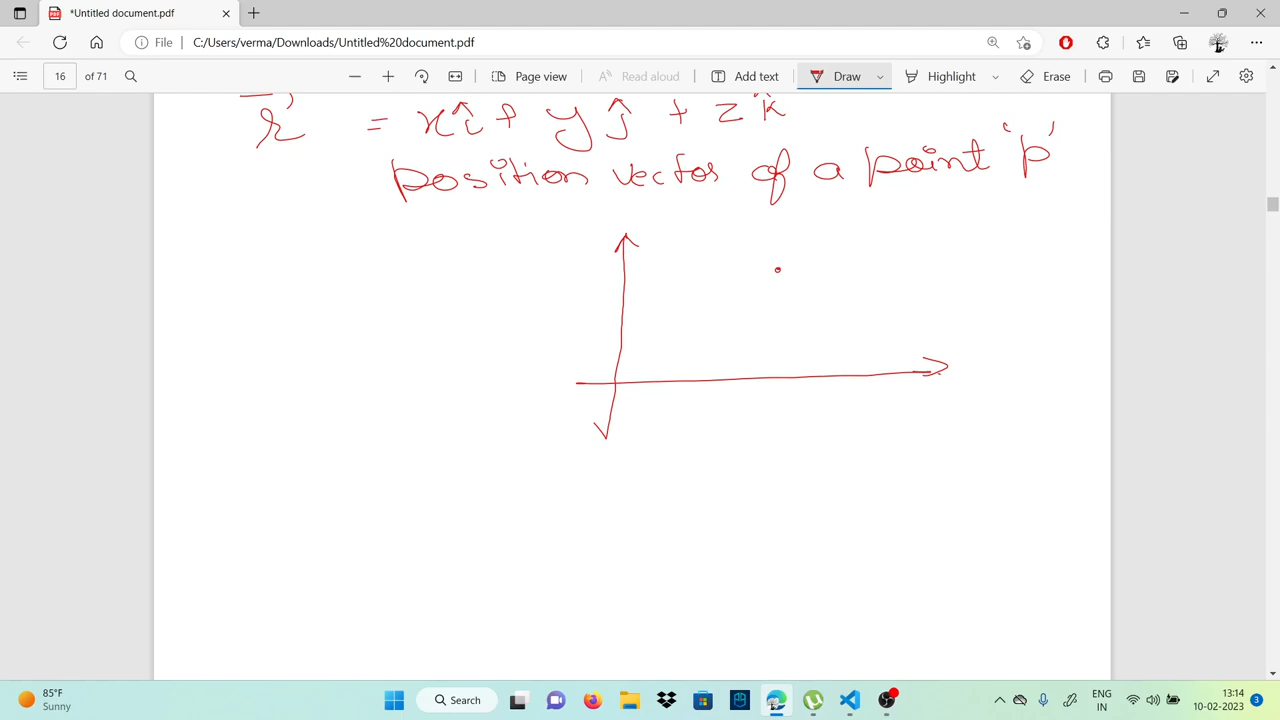 *Untitled document.pdf
File C:/Users/verma/Downloads/Untitled%20document.pdf
16 of 71 Page view Read aloud Add text Draw Highlight Erase
r⃗ = xî + yĵ + zk̂
position vector of a point 'p'
85°F
Sunny
Search
ENG
IN
13:14
10-02-2023
3